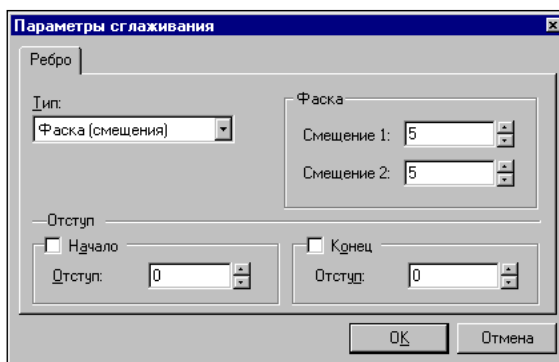 Параметры сглаживания
Ребро
Тип:
Фаска (смещения)
Фаска
Смещение 1: 5
Смещение 2: 5
Отступ
Начало
Отступ: 0
Конец
Отступ: 0
OK Отмена